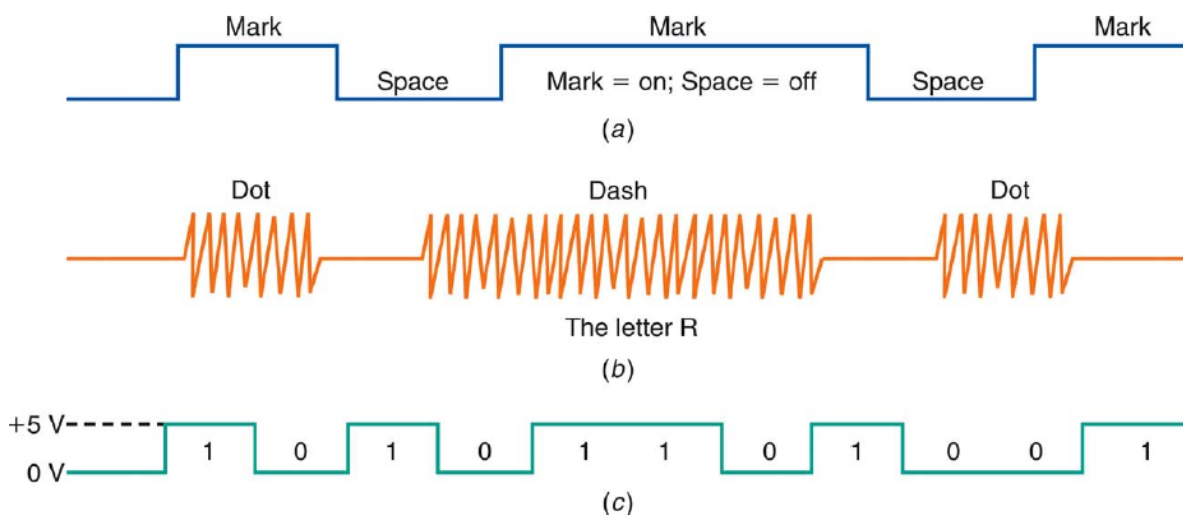 Mark Mark Mark
Space Mark = on; Space = off Space
(a)
Dot Dash Dot
The letter R
(b)
+5 V
1 0 1 0 1 1 0 1 0 0 1
0 V
(c)